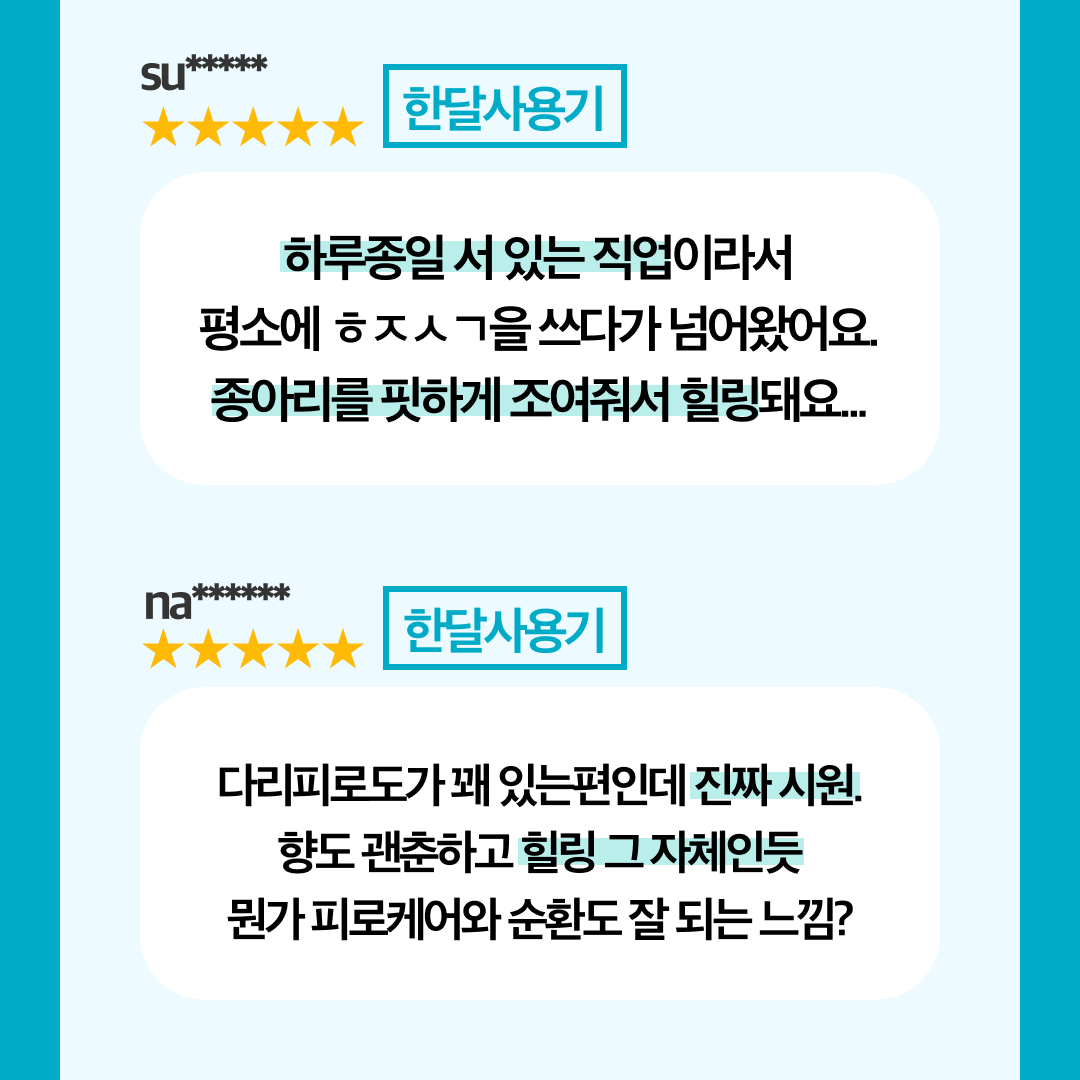 su*****
★★★★★
한달사용기
하루종일 서 있는 직업이라서
평소에 ㅎㅈㅅㄱ을 쓰다가 넘어왔어요.
종아리를 핏하게 조여줘서 힐링돼요...
na******
★★★★★
한달사용기
다리피로도가 꽤 있는편인데 진짜 시원.
향도 괜춘하고 힐링 그 자체인듯
뭔가 피로케어와 순환도 잘 되는 느낌?